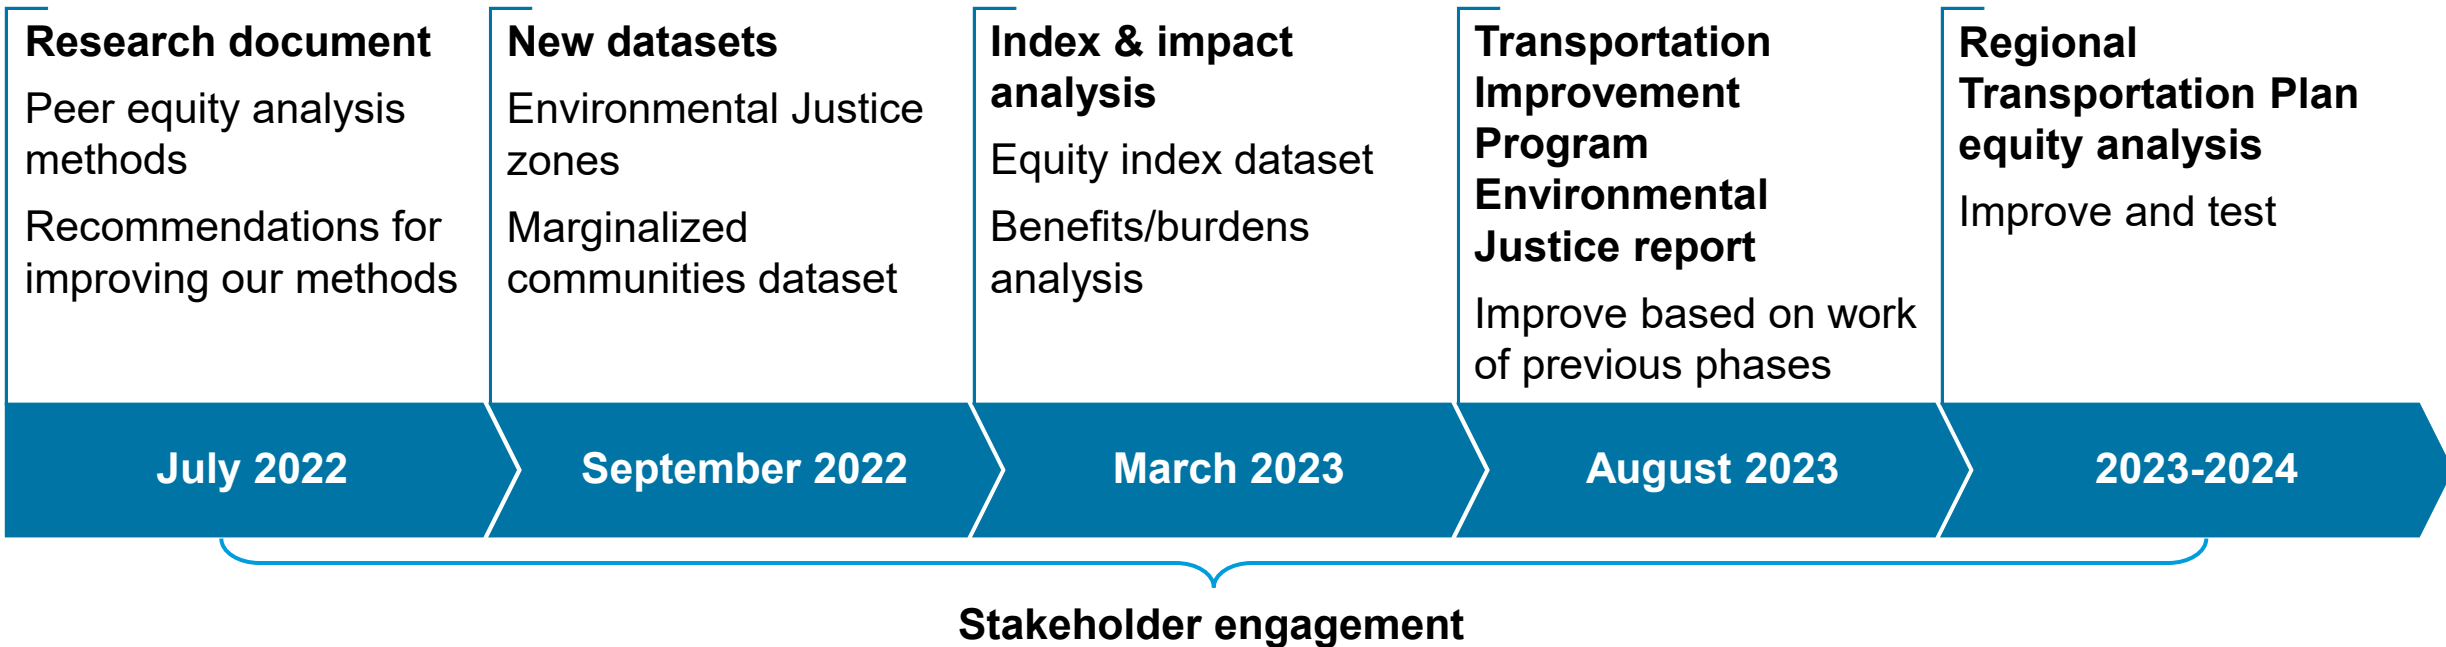 Research document
Peer equity analysis
methods
Recommendations for
improving our methods
New datasets
Environmental Justice
zones
Marginalized
communities dataset
Index & impact
analysis
Equity index dataset
Benefits/burdens
analysis
Transportation
Improvement
Program
Environmental
Justice report
Improve based on work
of previous phases
Regional
Transportation Plan
equity analysis
Improve and test
July 2022
September 2022
March 2023
August 2023
2023-2024
Stakeholder engagement